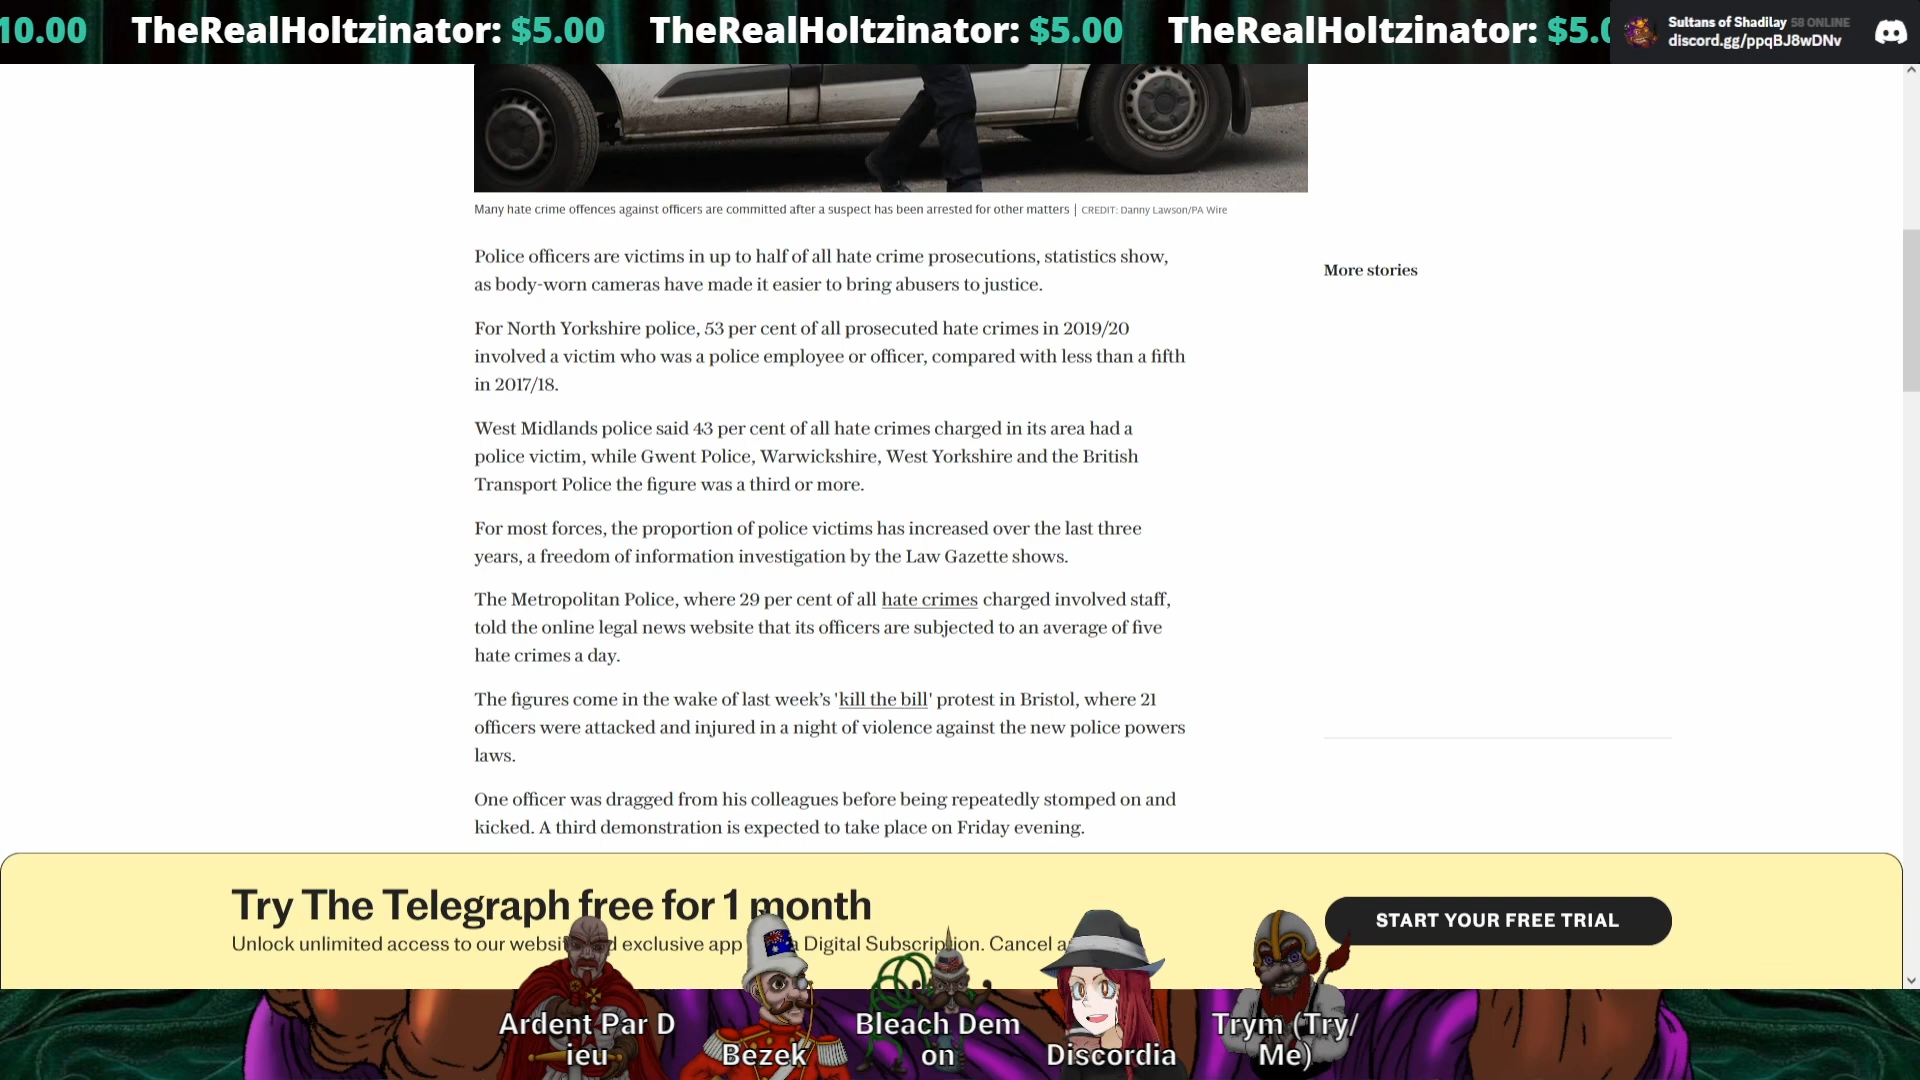 10.00 TheRealHoltzinator: $5.00 TheRealHoltzinator: $5.00 TheRealHoltzinator: $5.0
Sultans of Shadilay 58 ONLINE
discord.gg/ppqBJ8wDNv
Many hate crime offences against officers are committed after a suspect has been arrested for other matters | CREDIT: Danny Lawson/PA Wire
Police officers are victims in up to half of all hate crime prosecutions, statistics show,
as body-worn cameras have made it easier to bring abusers to justice.
For North Yorkshire police, 53 per cent of all prosecuted hate crimes in 2019/20
involved a victim who was a police employee or officer, compared with less than a fifth
in 2017/18.
West Midlands police said 43 per cent of all hate crimes charged in its area had a
police victim, while Gwent Police, Warwickshire, West Yorkshire and the British
Transport Police the figure was a third or more.
For most forces, the proportion of police victims has increased over the last three
years, a freedom of information investigation by the Law Gazette shows.
The Metropolitan Police, where 29 per cent of all hate crimes charged involved staff,
told the online legal news website that its officers are subjected to an average of five
hate crimes a day.
The figures come in the wake of last week's 'kill the bill' protest in Bristol, where 21
officers were attacked and injured in a night of violence against the new police powers
laws.
One officer was dragged from his colleagues before being repeatedly stomped on and
kicked. A third demonstration is expected to take place on Friday evening.
More stories
Try The Telegraph free for 1 month
Unlock unlimited access to our exclusive app Digital Subscription. Cancel
START YOUR FREE TRIAL
Ardent Par D
ieu
Bezek
Bleach Dem
on
Discordia
Trym (Try/
Me)